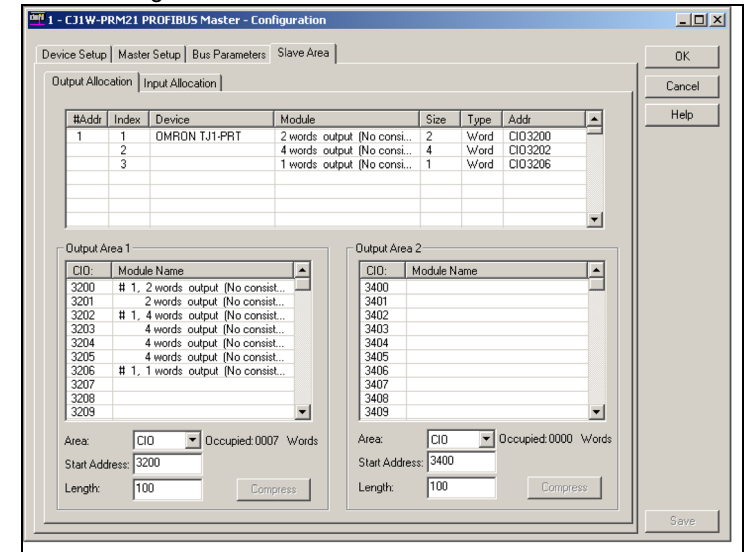 1 - CJ1W-PRM21 PROFIBUS Master - Configuration
Device Setup Master Setup Bus Parameters Slave Area
OK
Cancel
Help
Output Allocation Input Allocation
#Addr Index Device Module Size Type Addr
1 1 OMRON TJ1-PRT 2 words output (No consi... 2 Word CIO3200
2 4 words output (No consi... 4 Word CIO3202
3 1 words output (No consi... 1 Word CIO3206
Output Area 1
CIO: Module Name
3200 # 1, 2 words output (No consist...
3201 2 words output (No consist...
3202 # 1, 4 words output (No consist...
3203 4 words output (No consist...
3204 4 words output (No consist...
3205 4 words output (No consist...
3206 # 1, 1 words output (No consist...
3207
3208
3209
Area: CIO Occupied:0007 Words
Start Address: 3200
Length: 100 Compress
Output Area 2
CIO: Module Name
3400
3401
3402
3403
3404
3405
3406
3407
3408
3409
Area: CIO Occupied:0000 Words
Start Address: 3400
Length: 100 Compress
Save